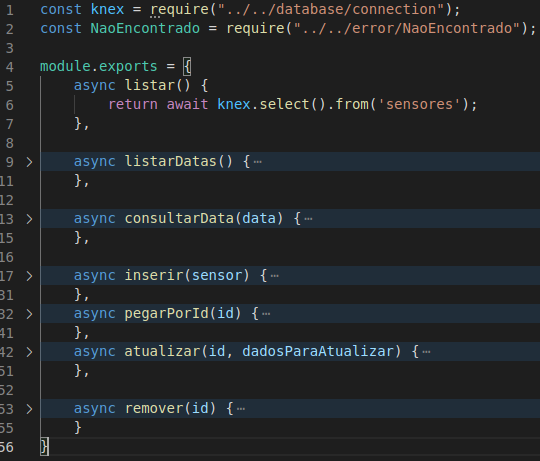 1 const knex = require("../../database/connection");
2 const NaoEncontrado = require("../../error/NaoEncontrado");
3
4 module.exports = {
5 async listar() {
6 return await knex.select().from('sensores');
7 },
8
9 async listarDatas() {⋯
11 },
12
13 async consultarData(data) {⋯
15 },
16
17 async inserir(sensor) {⋯
31 },
32 async pegarPorId(id) {⋯
41 },
42 async atualizar(id, dadosParaAtualizar) {⋯
51 },
52
53 async remover(id) {⋯
55 }
56 }